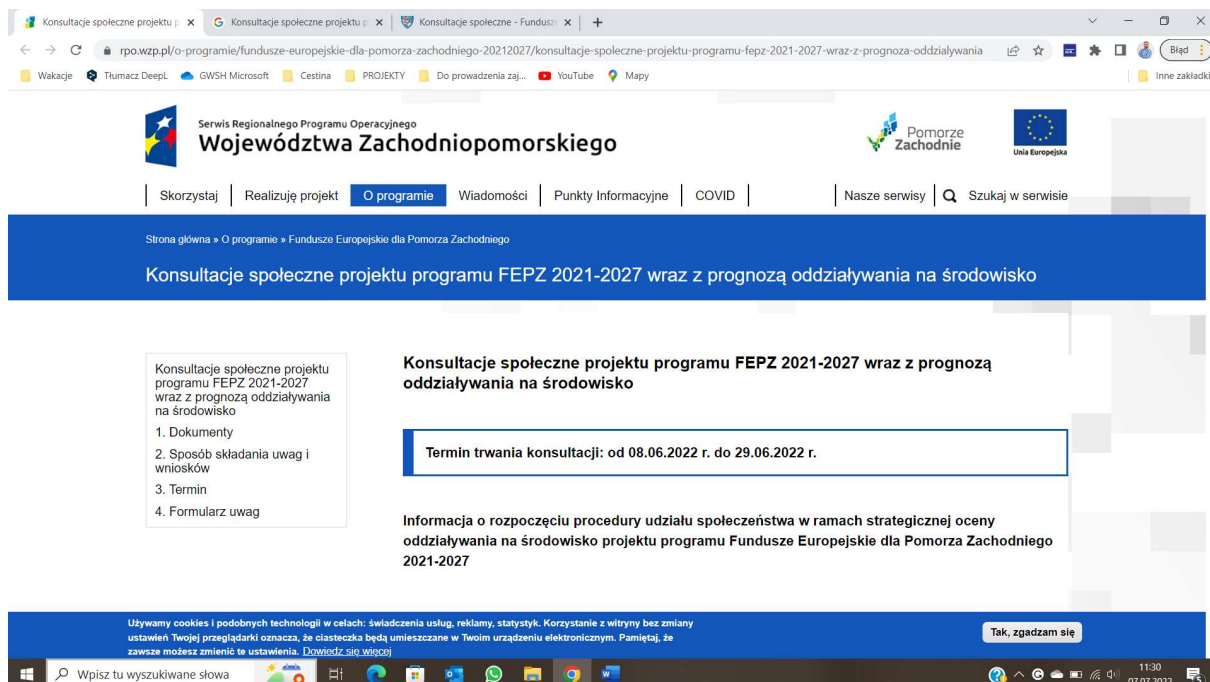 Konsultacje społeczne projektu p
Konsultacje społeczne projektu p
Konsultacje społeczne - Fundusz
rpo.wzp.pl/o-programie/fundusze-europejskie-dla-pomorza-zachodniego-20212027/konsultacje-spoleczne-projektu-programu-fepz-2021-2027-wraz-z-prognoza-oddzialywania
Błąd
Wakacje
Tłumacz DeepL
GWSH Microsoft
Cestina
PROJEKTY
Do prowadzenia zaj...
YouTube
Mapy
Inne zakładki
Serwis Regionalnego Programu Operacyjnego
Województwa Zachodniopomorskiego
Pomorze
Zachodnie
Unia Europejska
Skorzystaj
Realizuję projekt
O programie
Wiadomości
Punkty Informacyjne
COVID
Nasze serwisy
Szukaj w serwisie
Strona główna » O programie » Fundusze Europejskie dla Pomorza Zachodniego
Konsultacje społeczne projektu programu FEPZ 2021-2027 wraz z prognozą oddziaływania na środowisko
Konsultacje społeczne projektu
programu FEPZ 2021-2027
wraz z prognozą oddziaływania
na środowisko
1. Dokumenty
2. Sposób składania uwag i
wniosków
3. Termin
4. Formularz uwag
Konsultacje społeczne projektu programu FEPZ 2021-2027 wraz z prognozą
oddziaływania na środowisko
Termin trwania konsultacji: od 08.06.2022 r. do 29.06.2022 r.
Informacja o rozpoczęciu procedury udziału społeczeństwa w ramach strategicznej oceny
oddziaływania na środowisko projektu programu Fundusze Europejskie dla Pomorza Zachodniego
2021-2027
Używamy cookies i podobnych technologii w celach: świadczenia usług, reklamy, statystyk. Korzystanie z witryny bez zmiany
ustawień Twojej przeglądarki oznacza, że ciasteczka będą umieszczane w Twoim urządzeniu elektronicznym. Pamiętaj, że
zawsze możesz zmienić te ustawienia. Dowiedz się więcej
Tak, zgadzam się
Wpisz tu wyszukiwane słowa
11:30
07.07.2022